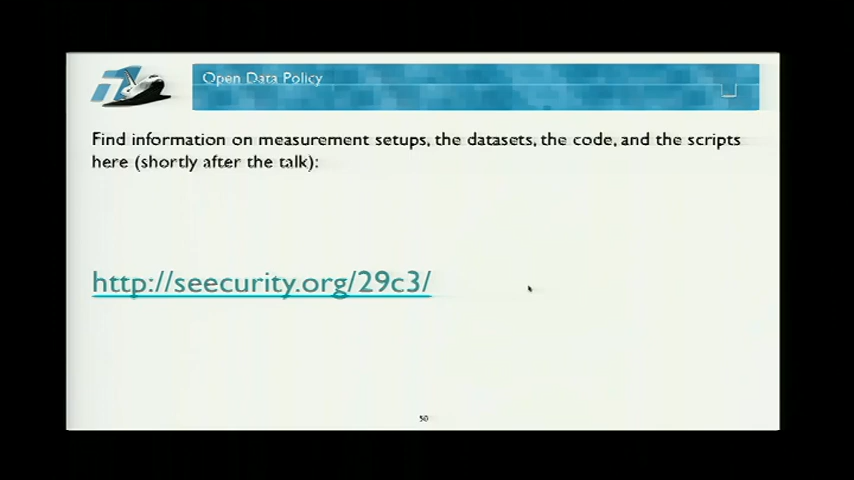 Open Data Policy
Find information on measurement setups, the datasets, the code, and the scripts
here (shortly after the talk):
http://seecurity.org/29c3/
50